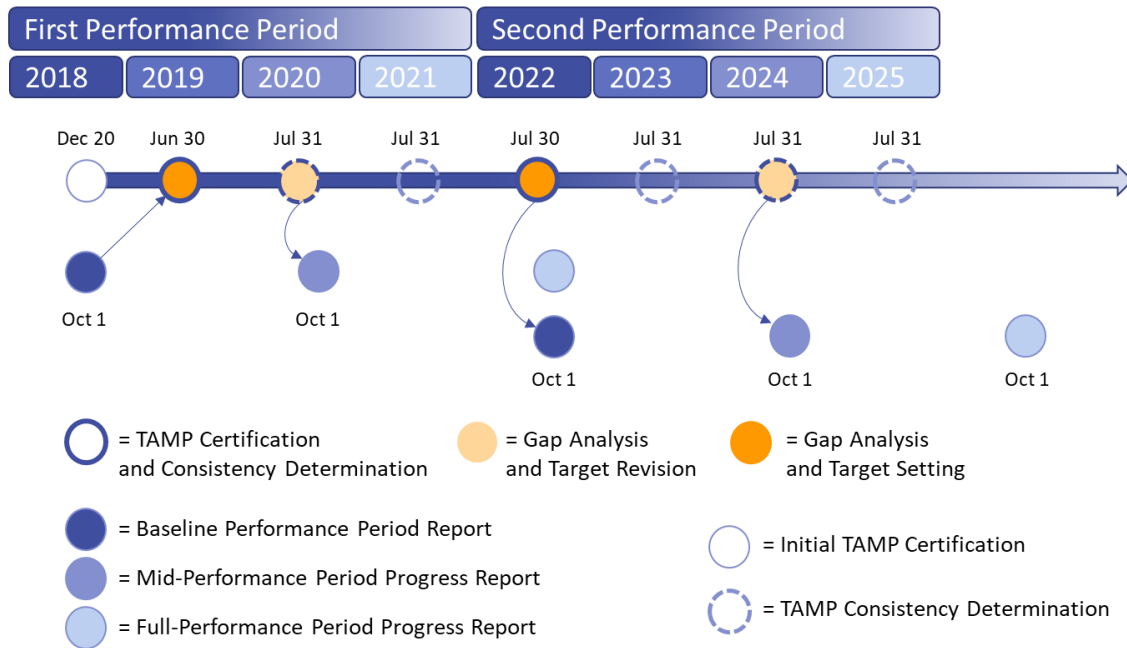 First Performance Period
Second Performance Period
2018
2019
2020
2021
2022
2023
2024
2025
Dec 20
Jun 30
Jul 31
Jul 31
Jul 30
Jul 31
Jul 31
Jul 31
Oct 1
Oct 1
Oct 1
Oct 1
Oct 1
= TAMP Certification
and Consistency Determination
= Gap Analysis
and Target Revision
= Gap Analysis
and Target Setting
= Baseline Performance Period Report
= Mid-Performance Period Progress Report
= Full-Performance Period Progress Report
= Initial TAMP Certification
= TAMP Consistency Determination